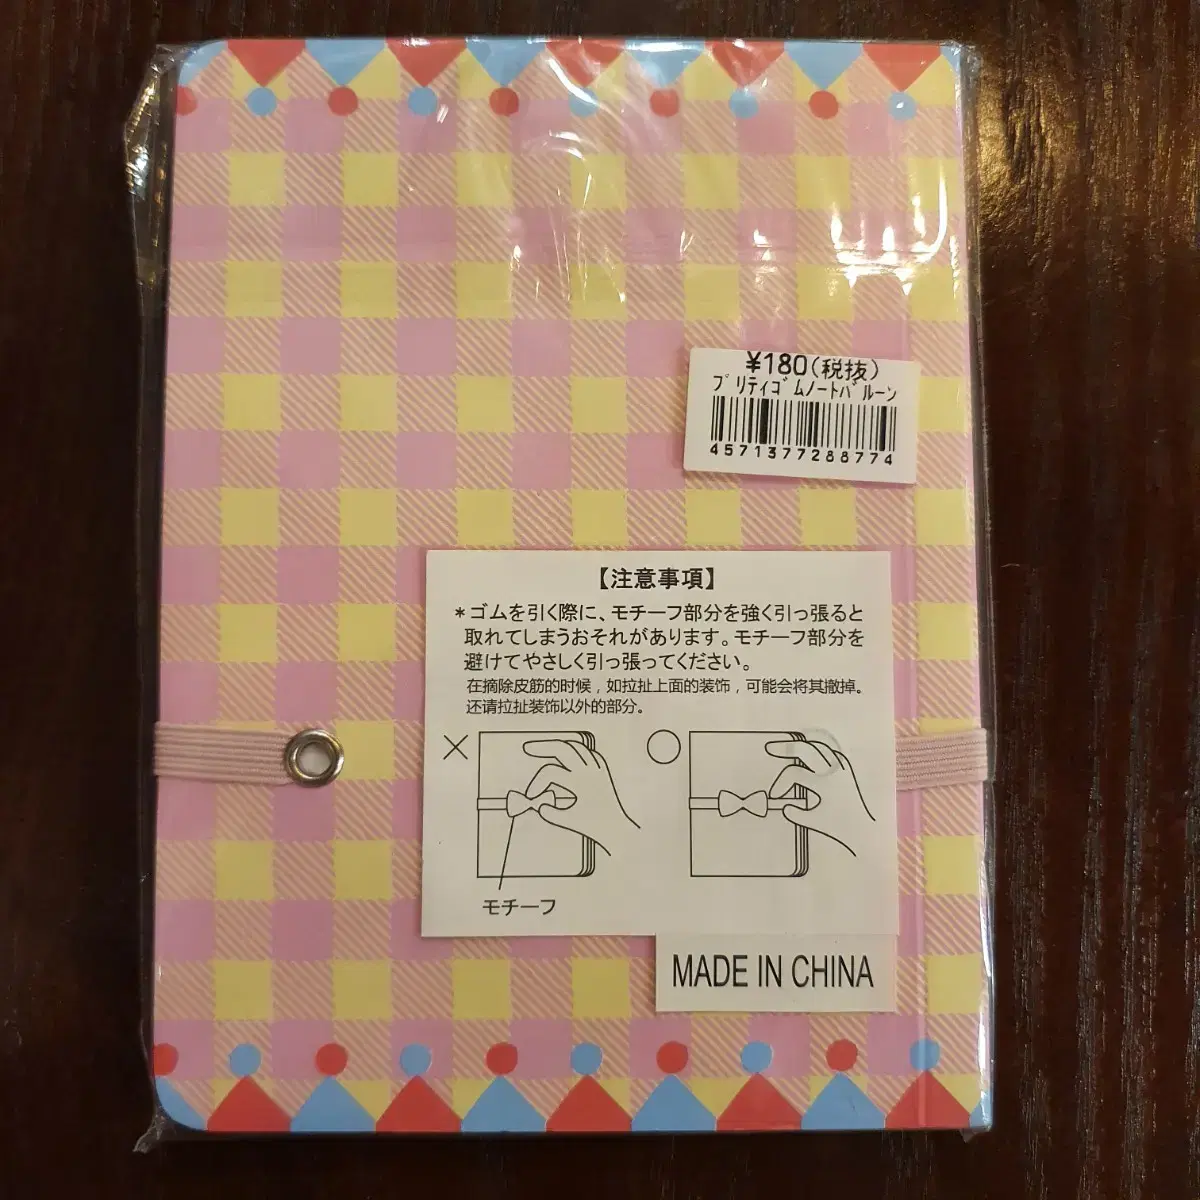 ¥180(税抜)
ﾌﾟﾘﾃｨｺﾞﾑﾉｰﾄﾊﾞﾙｰﾝ
4571377288774
【注意事項】
＊ゴムを引く際に、モチーフ部分を強く引っ張ると
取れてしまうおそれがあります。モチーフ部分を
避けてやさしく引っ張ってください。
在摘除皮筋的时候，如拉扯上面的装饰，可能会将其撤掉。
还请拉扯装饰以外的部分。
モチーフ
MADE IN CHINA